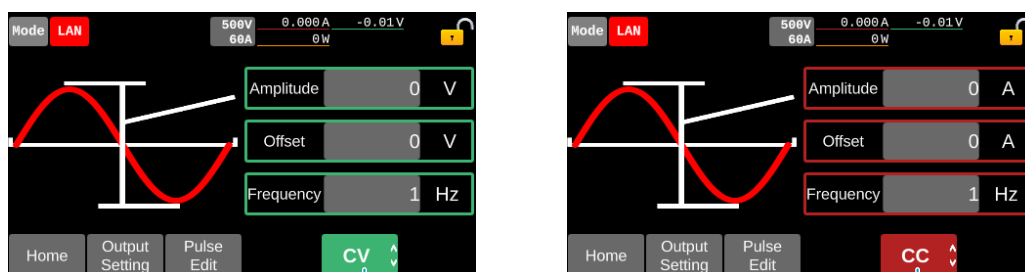 Mode LAN 500V 0.000A -0.01V
60A 0W
Amplitude 0 V
Offset 0 V
Frequency 1 Hz
Home Output Setting Pulse Edit CV
Mode LAN 500V 0.000A -0.01V
60A 0W
Amplitude 0 A
Offset 0 A
Frequency 1 Hz
Home Output Setting Pulse Edit CC